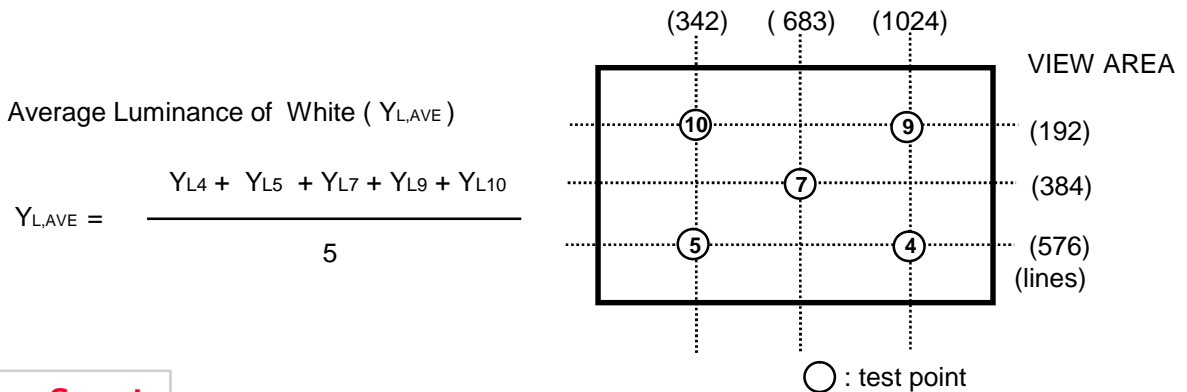 (342) ( 683) (1024)
VIEW AREA
Average Luminance of White ( YL,AVE )
10 9 (192)
YL4 + YL5 + YL7 + YL9 + YL10
7 (384)
YL,AVE =
5
5 4 (576)
(lines)
: test point